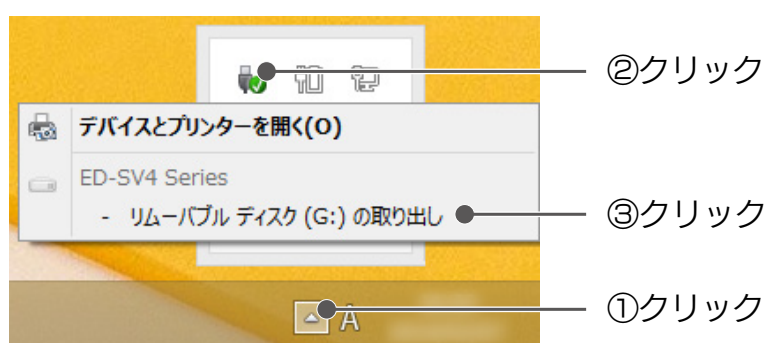 ②クリック
デバイスとプリンターを開く(O)
ED-SV4 Series
- リムーバブル ディスク (G:) の取り出し
③クリック
A
①クリック